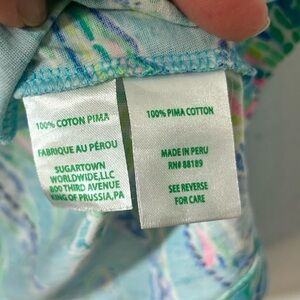 100% COTON PIMA
FABRIQUE AU PÉROU
SUGARTOWN
WORLDWIDE,LLC
800 THIRD AVENUE
KING OF PRUSSIA,PA
100% PIMA COTTON
MADE IN PERU
RN# 88189
SEE REVERSE
FOR CARE